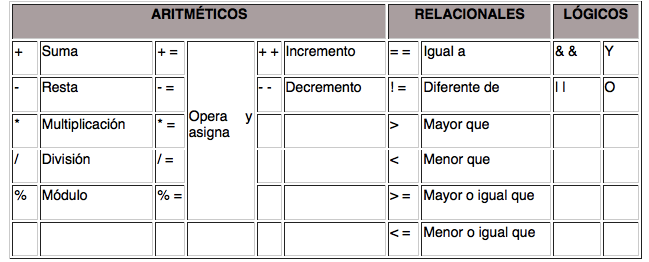 ARITMÉTICOS RELACIONALES LÓGICOS
+ Suma + = + + Incremento = = Igual a & & Y
- Resta - = - - Decremento ! = Diferente de | | O
* Multiplicación * = Opera y > Mayor que
asigna
/ División / = < Menor que
% Módulo % = > = Mayor o igual que
< = Menor o igual que